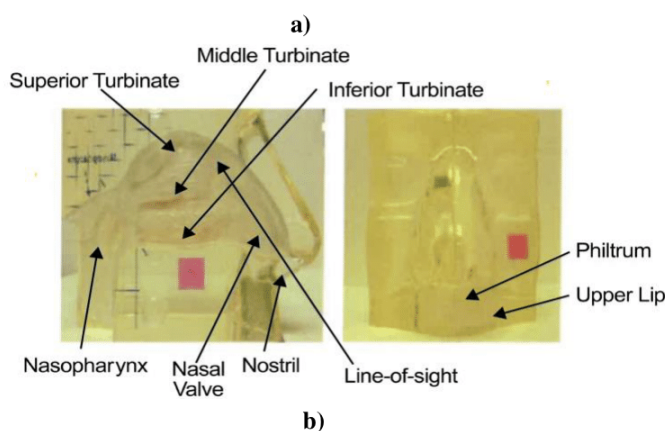 a)
Middle Turbinate
Superior Turbinate
Inferior Turbinate
Philtrum
Upper Lip
Nasopharynx
Nasal
Valve
Nostril
Line-of-sight
b)